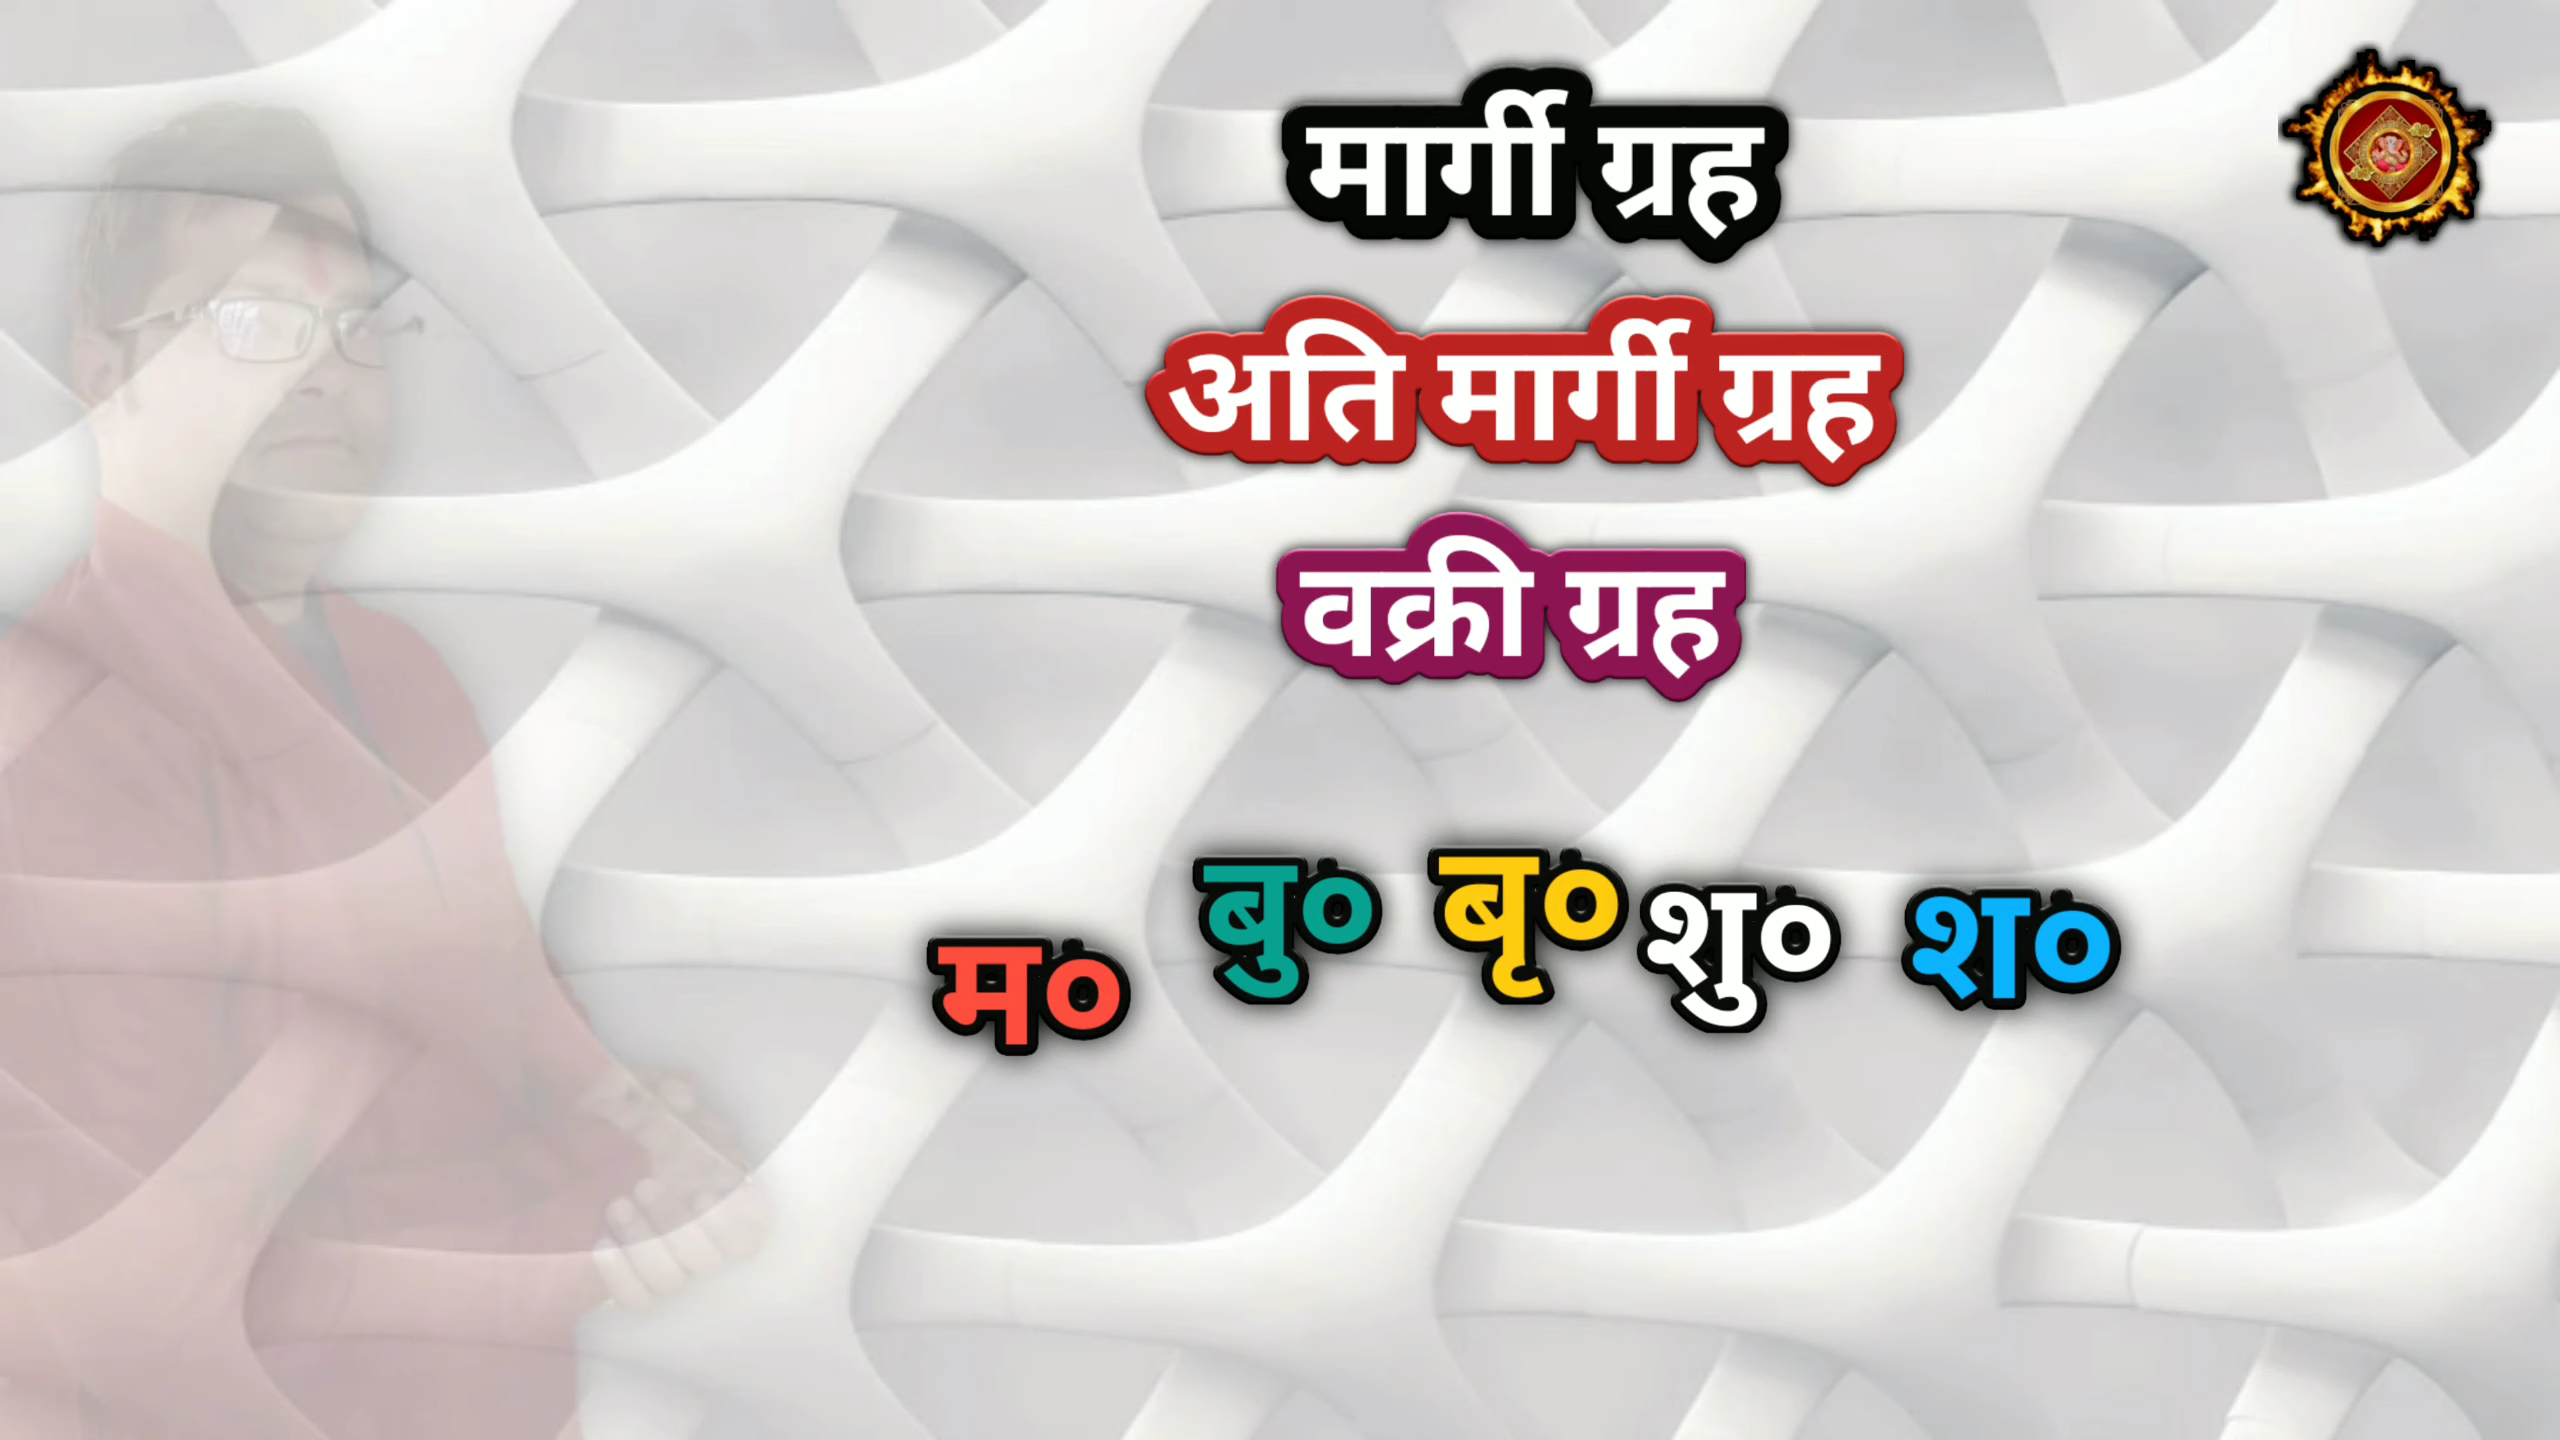 मार्गी ग्रह
अति मार्गी ग्रह
वक्री ग्रह
म० बु० बृ० शु० श०